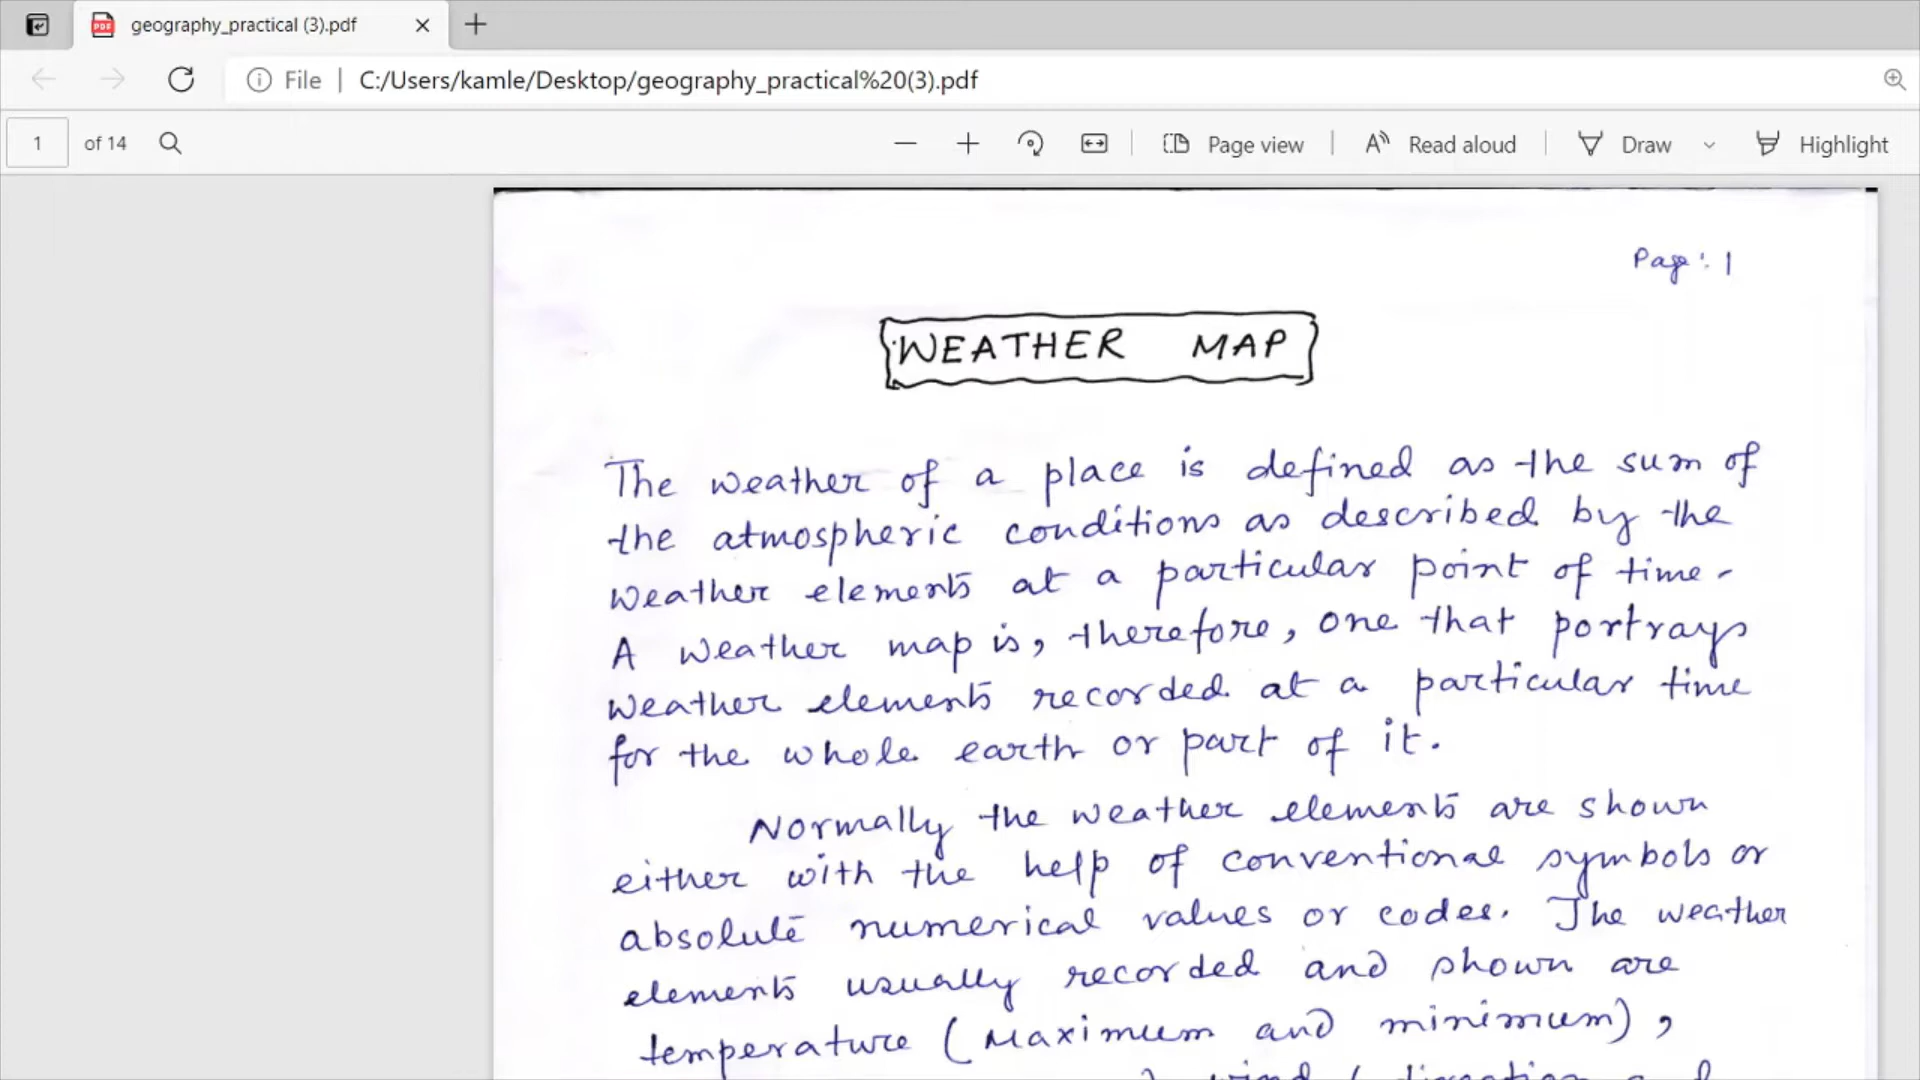 geography_practical (3).pdf
File | C:/Users/kamle/Desktop/geography_practical%20(3).pdf
1 of 14 Page view Read aloud Draw Highlight
Page: 1
WEATHER MAP
The weather of a place is defined as the sum of
the atmospheric conditions as described by the
weather elements at a particular point of time.
A weather map is, therefore, one that portrays
weather elements recorded at a particular time
for the whole earth or part of it.
Normally the weather elements are shown
either with the help of conventional symbols or
absolute numerical values or codes. The weather
elements usually recorded and shown are
temperature (Maximum and minimum),
wind (direction and